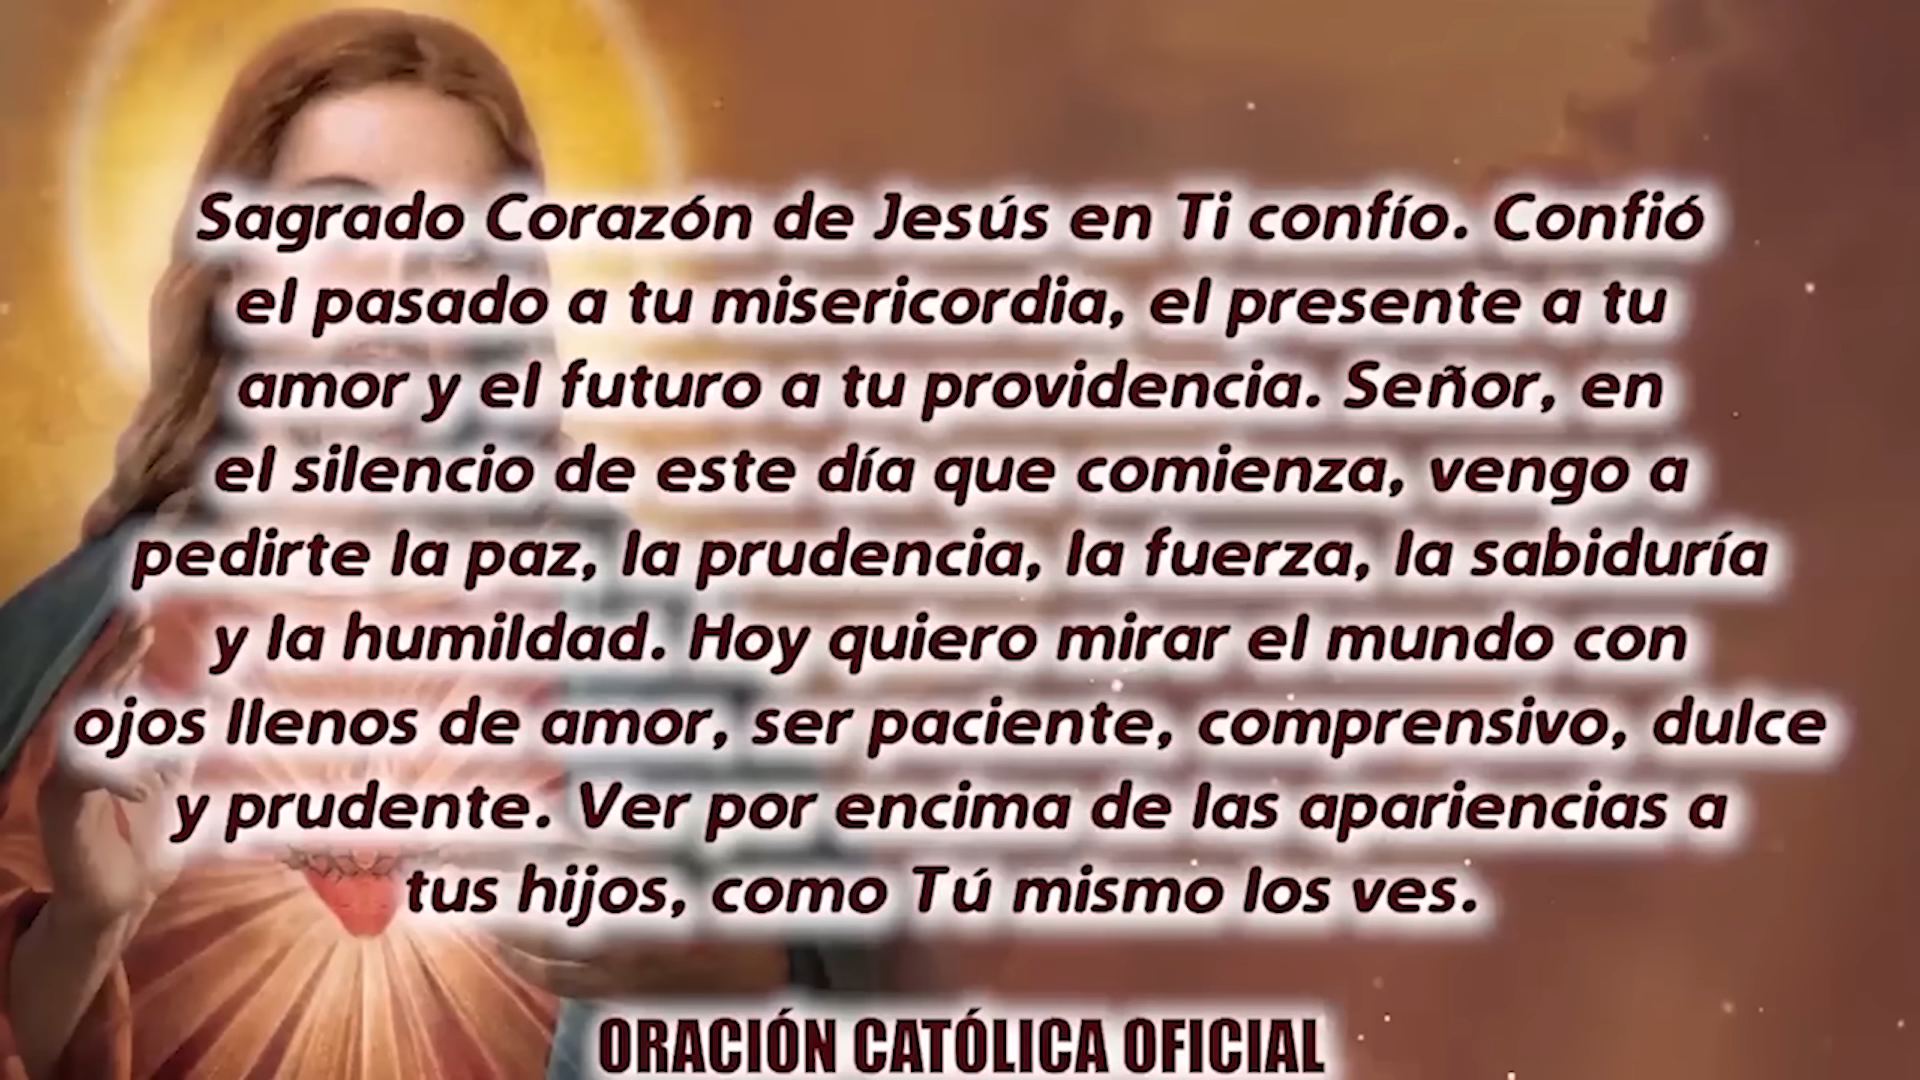 Sagrado Corazón de Jesús en Ti confío. Confió
el pasado a tu misericordia, el presente a tu
amor y el futuro a tu providencia. Señor, en
el silencio de este día que comienza, vengo a
pedirte la paz, la prudencia, la fuerza, la sabiduría
y la humildad. Hoy quiero mirar el mundo con
ojos llenos de amor, ser paciente, comprensivo, dulce
y prudente. Ver por encima de las apariencias a
tus hijos, como Tú mismo los ves.
ORACIÓN CATÓLICA OFICIAL